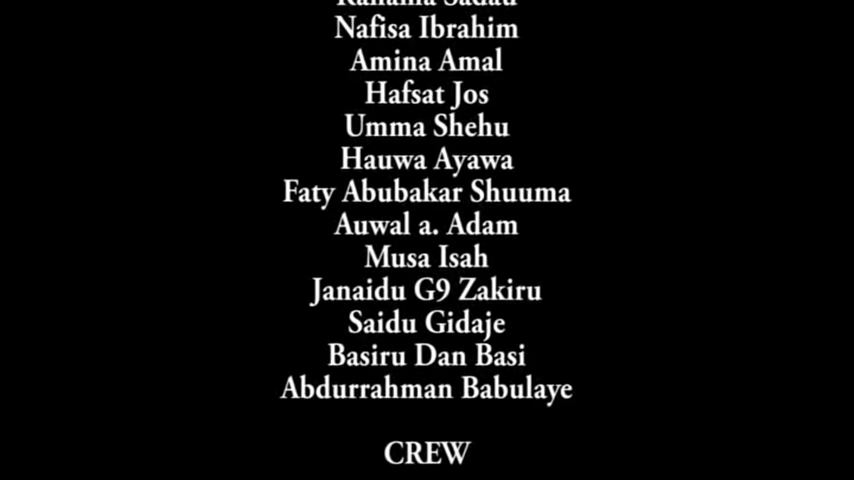 Nafisa Ibrahim
Amina Amal
Hafsat Jos
Umma Shehu
Hauwa Ayawa
Faty Abubakar Shuuma
Auwal a. Adam
Musa Isah
Janaidu G9 Zakiru
Saidu Gidaje
Basiru Dan Basi
Abdurrahman Babulaye
CREW